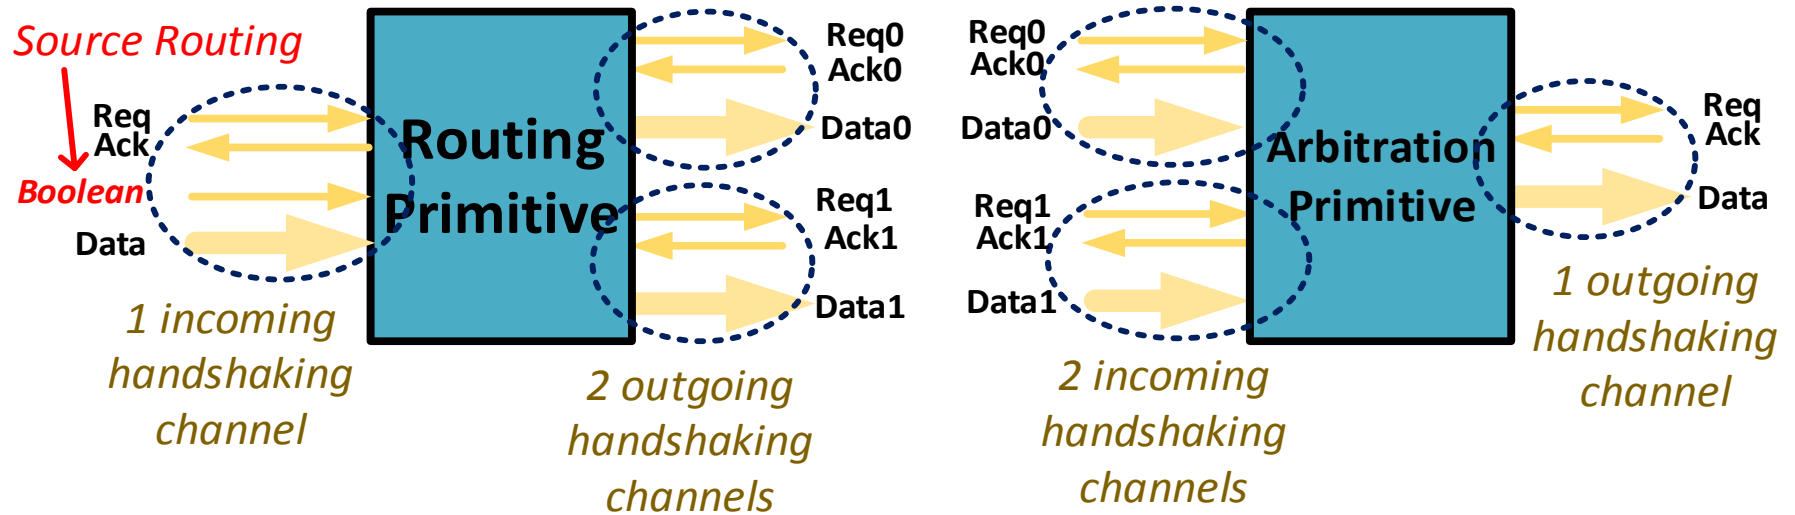 Source Routing
Req
Ack
Boolean
Data
1 incoming
handshaking
channel
Routing
Primitive
Req0
Ack0
Data0
Req1
Ack1
Data1
2 outgoing
handshaking
channels
Req0
Ack0
Data0
Req1
Ack1
Data1
2 incoming
handshaking
channels
Arbitration
Primitive
Req
Ack
Data
1 outgoing
handshaking
channel